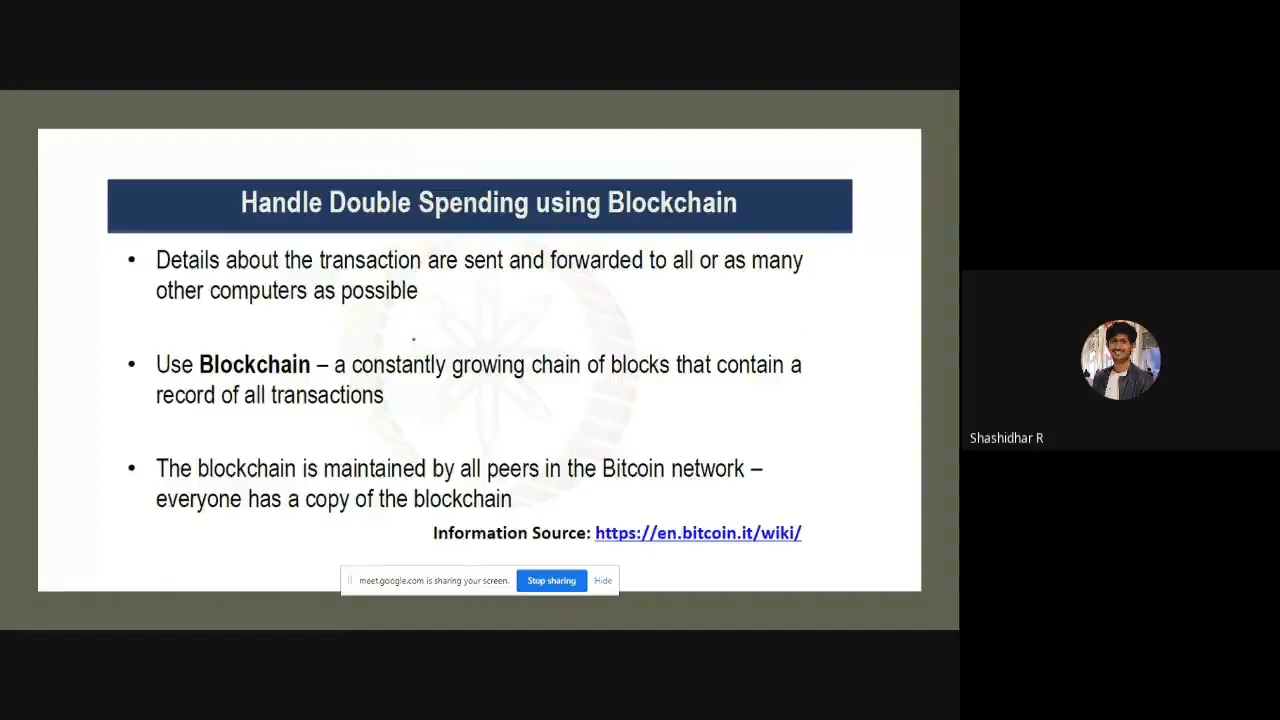 Handle Double Spending using Blockchain
• Details about the transaction are sent and forwarded to all or as many
other computers as possible
• Use Blockchain – a constantly growing chain of blocks that contain a
record of all transactions
• The blockchain is maintained by all peers in the Bitcoin network –
everyone has a copy of the blockchain
Information Source: https://en.bitcoin.it/wiki/
meet.google.com is sharing your screen. Stop sharing Hide
Shashidhar R